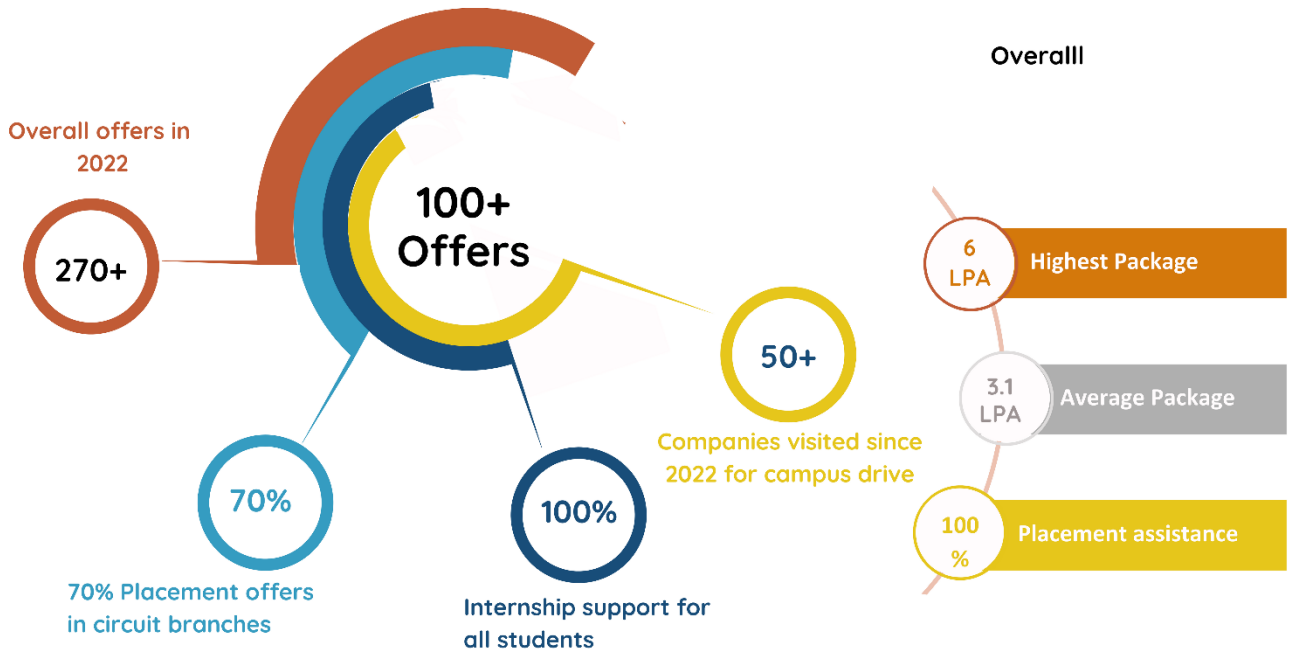 Overalll
Overall offers in
2022
270+
100+
Offers
50+
Companies visited since
2022 for campus drive
70%
70% Placement offers
in circuit branches
100%
Internship support for
all students
6
LPA
Highest Package
3.1
LPA
Average Package
100
%
Placement assistance